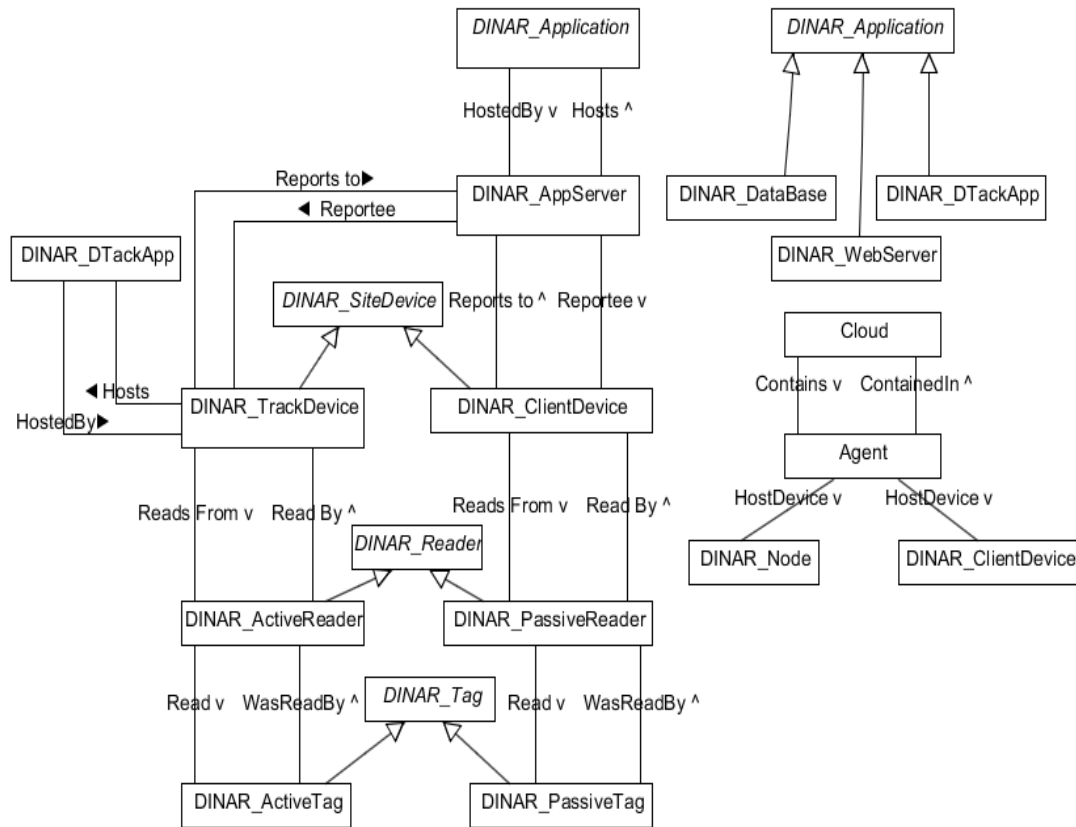 DINAR_Application
DINAR_Application
HostedBy v
Hosts ^
Reports to▶
DINAR_AppServer
DINAR_DataBase
DINAR_DTackApp
◀ Reportee
DINAR_DTackApp
DINAR_WebServer
DINAR_SiteDevice
Reports to ^
Reportee v
Cloud
◀ Hosts
Contains v
ContainedIn ^
DINAR_TrackDevice
DINAR_ClientDevice
HostedBy▶
Agent
Reads From v
Read By ^
Reads From v
Read By ^
HostDevice v
HostDevice v
DINAR_Reader
DINAR_Node
DINAR_ClientDevice
DINAR_ActiveReader
DINAR_PassiveReader
Read v
WasReadBy ^
DINAR_Tag
Read v
WasReadBy ^
DINAR_ActiveTag
DINAR_PassiveTag